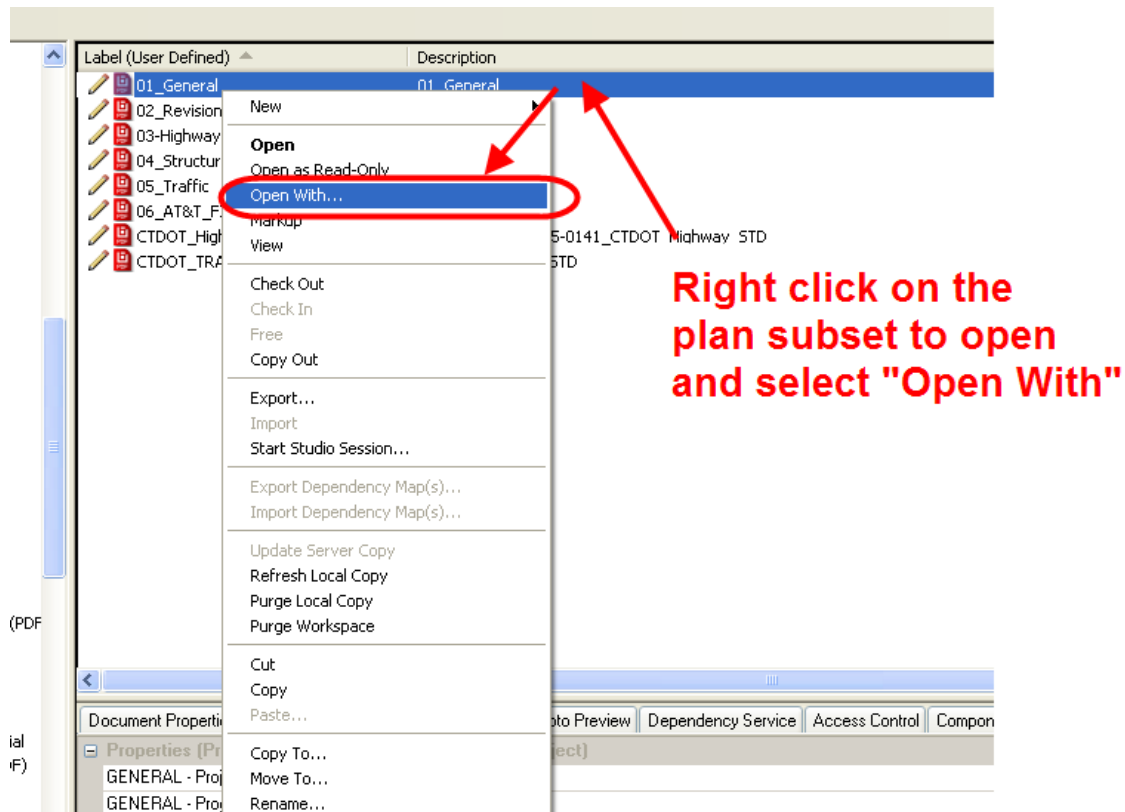 Label (User Defined) Description
01_General 01_General
02_Revision
03-Highway
04_Structur
05_Traffic
06_AT&T_F
CTDOT_High 5-0141_CTDOT Highway STD
CTDOT_TRA STD
New
Open
Open as Read-Only
Open With...
Markup
View
Check Out
Check In
Free
Copy Out
Export...
Import
Start Studio Session...
Export Dependency Map(s)...
Import Dependency Map(s)...
Update Server Copy
Refresh Local Copy
Purge Local Copy
Purge Workspace
Cut
Copy
Paste...
Copy To...
Move To...
Rename...
Right click on the
plan subset to open
and select "Open With"
(PDF
ial
F)
Document Properti oto Preview Dependency Service Access Control Compon
Properties (Pr ject)
GENERAL - Proj
GENERAL - Pro